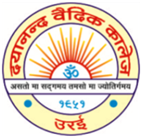 दयानन्द वैदिक कालेज
ॐ
असतो मा सद्गमय तमसो मा ज्योतिर्गमय
१९५१
उरई